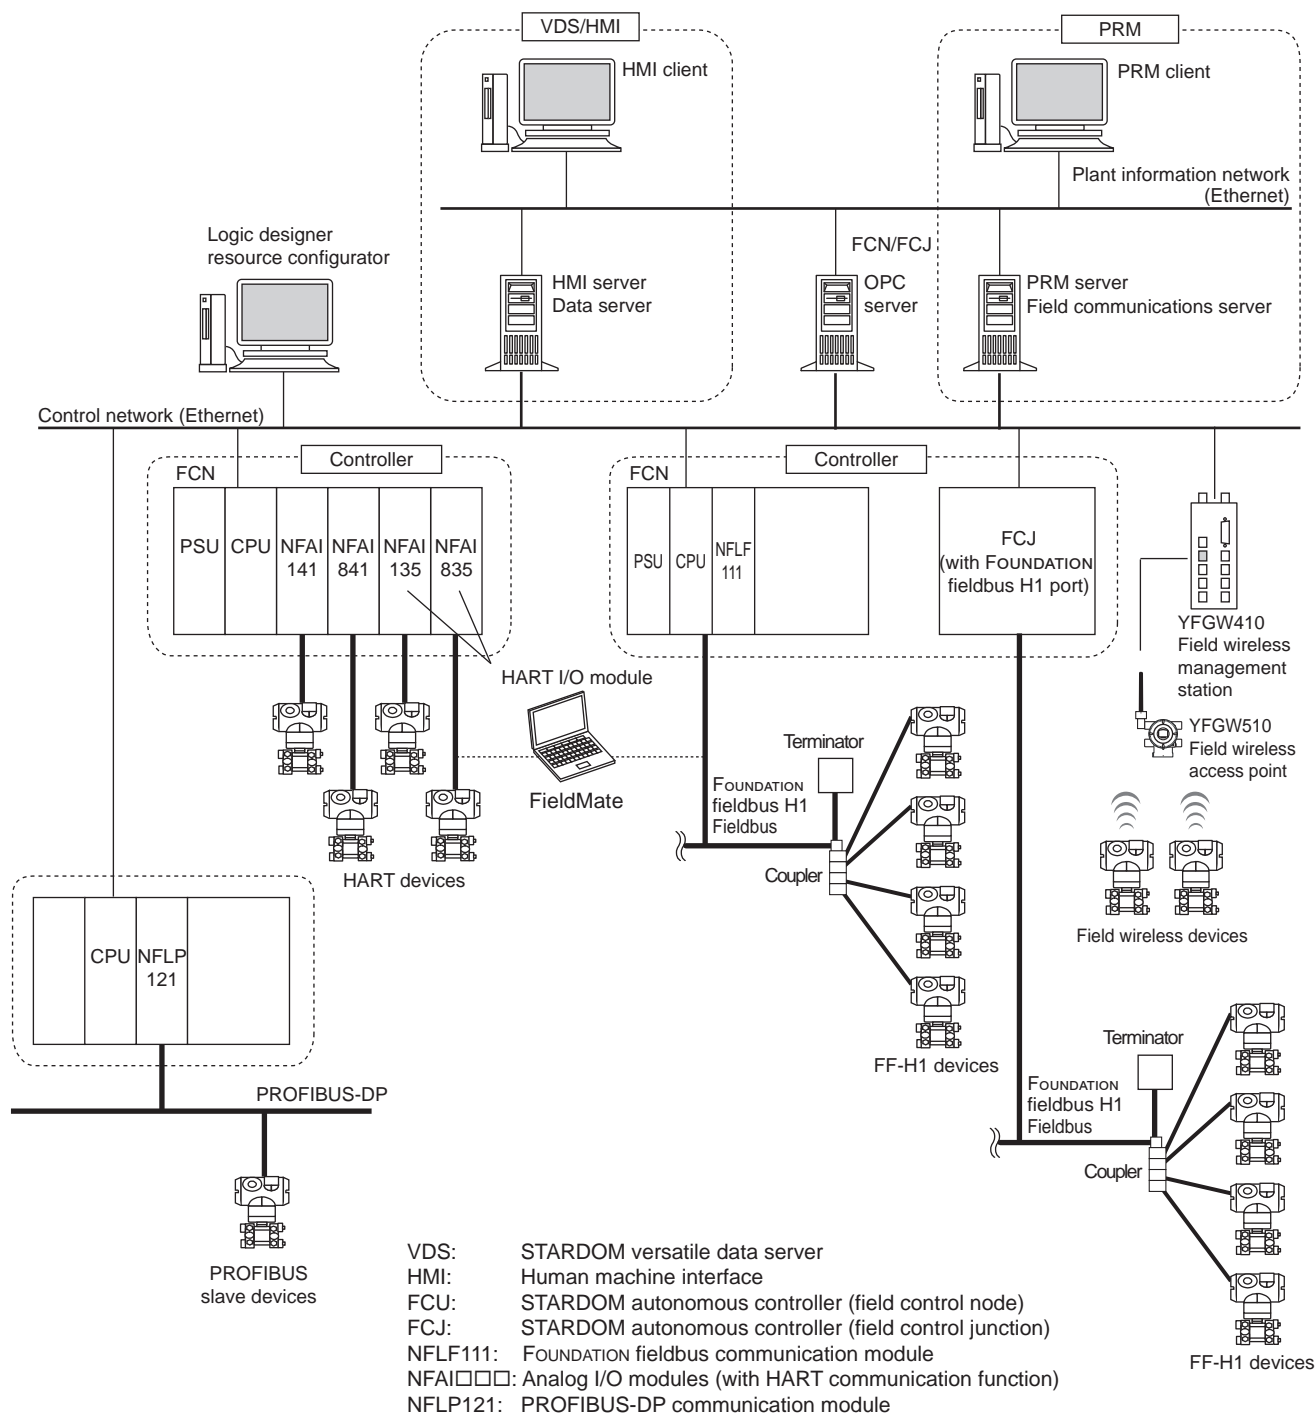 VDS/HMI
PRM
HMI client
PRM client
Plant information network
(Ethernet)
Logic designer
resource configurator
FCN/FCJ
HMI server
Data server
OPC
server
PRM server
Field communications server
Control network (Ethernet)
Controller
FCN
PSU
CPU
NFAI
141
NFAI
841
NFAI
135
NFAI
835
Controller
FCN
PSU
CPU
NFLF
111
FCJ
(with FOUNDATION
fieldbus H1 port)
YFGW410
Field wireless
management
station
HART I/O module
FieldMate
YFGW510
Field wireless
access point
Terminator
FOUNDATION
fieldbus H1
Fieldbus
Coupler
HART devices
Field wireless devices
CPU
NFLP
121
FF-H1 devices
Terminator
FOUNDATION
fieldbus H1
Fieldbus
Coupler
PROFIBUS-DP
PROFIBUS
slave devices
FF-H1 devices
VDS: STARDOM versatile data server
HMI: Human machine interface
FCU: STARDOM autonomous controller (field control node)
FCJ: STARDOM autonomous controller (field control junction)
NFLF111: FOUNDATION fieldbus communication module
NFAI□□□: Analog I/O modules (with HART communication function)
NFLP121: PROFIBUS-DP communication module